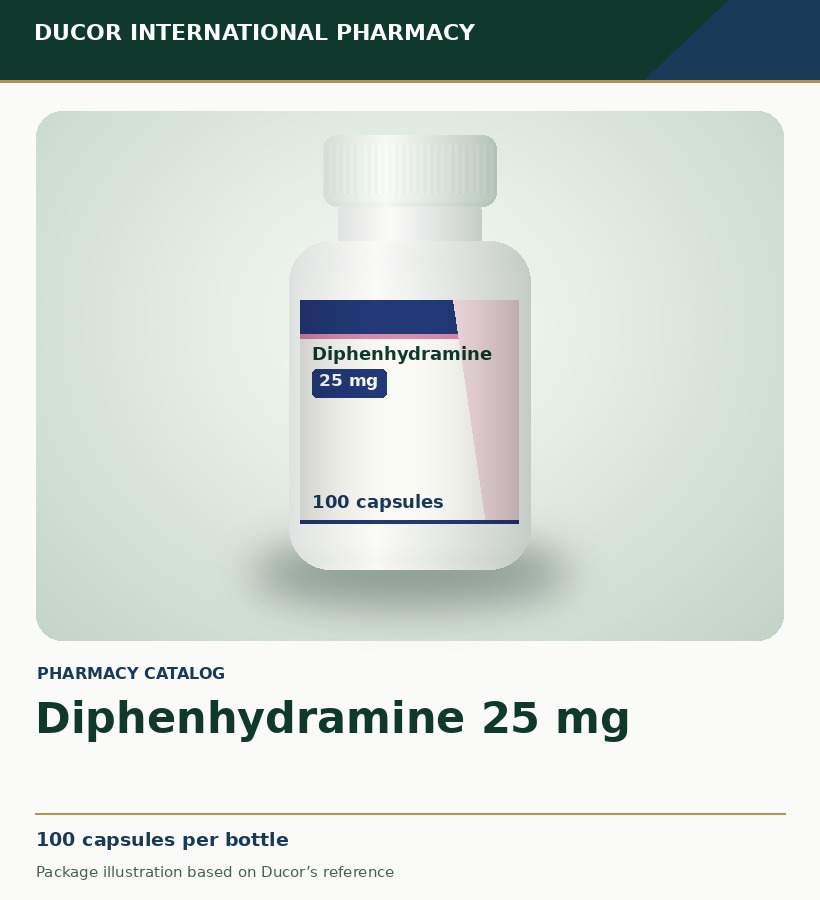 DUCOR INTERNATIONAL PHARMACY
Diphenhydramine
25 mg
100 capsules
PHARMACY CATALOG
Diphenhydramine 25 mg
100 capsules per bottle
Package illustration based on Ducor’s reference